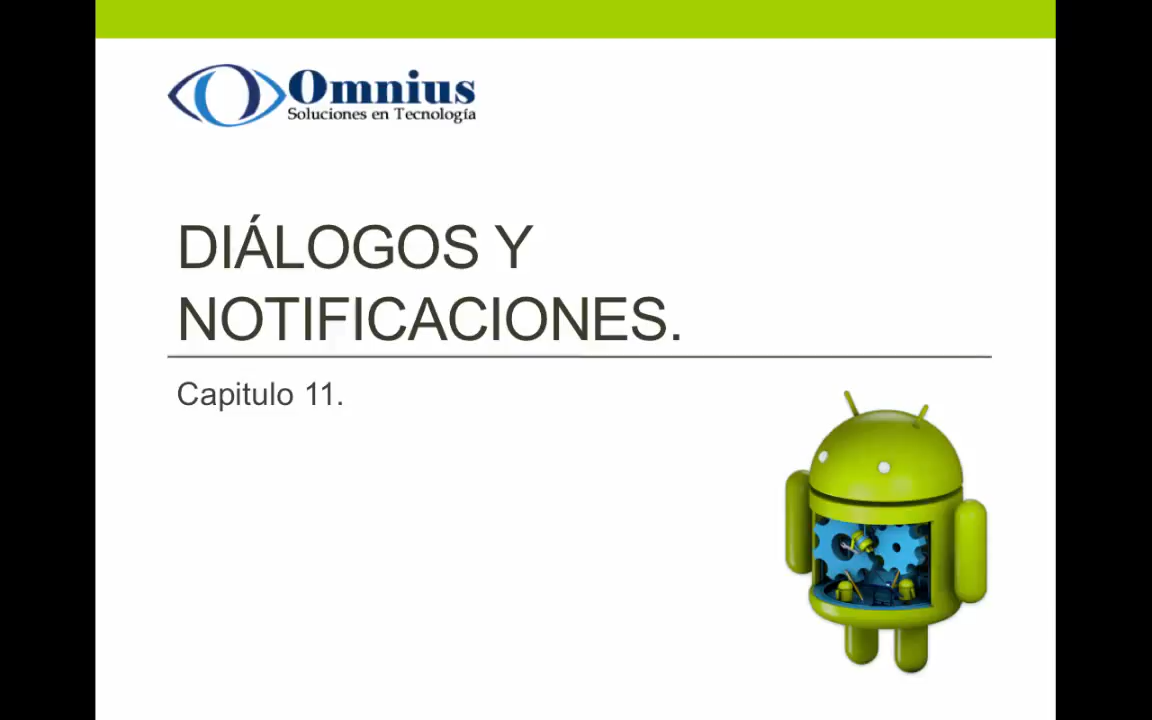 Omnius
Soluciones en Tecnología
DIÁLOGOS Y
NOTIFICACIONES.
Capitulo 11.